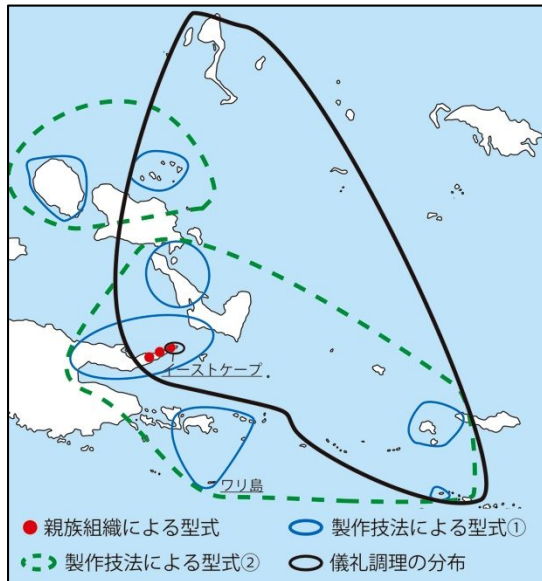 イーストケープ
ワリ島
親族組織による型式
製作技法による型式①
製作技法による型式②
儀礼調理の分布